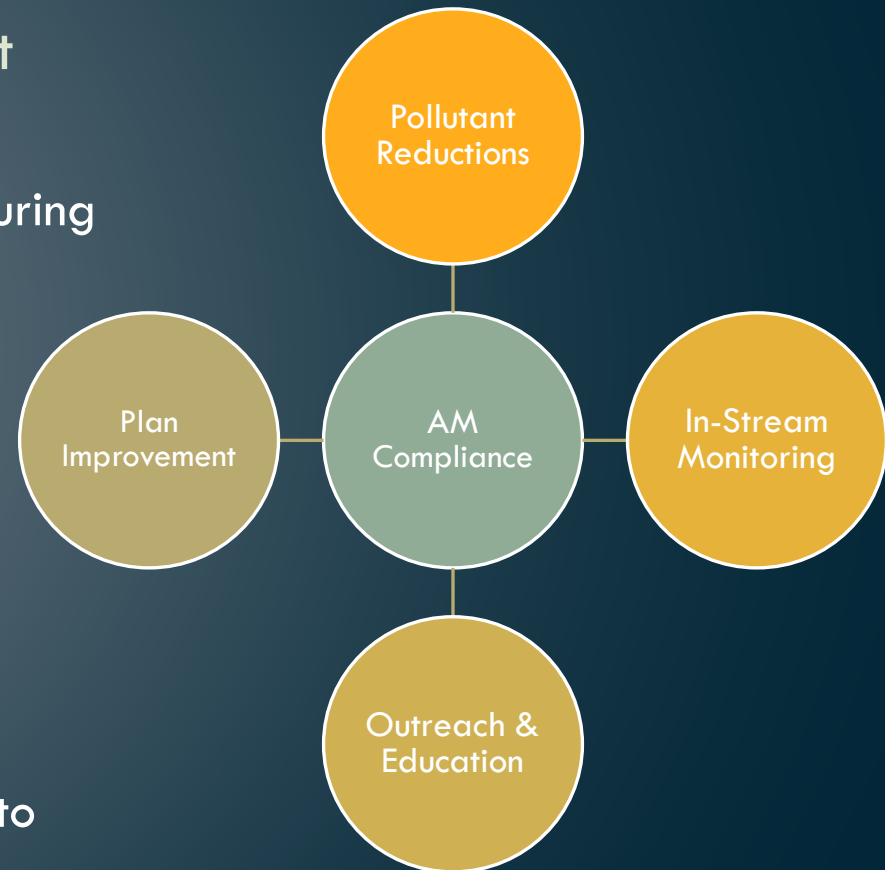 t
uring
to
Pollutant
Reductions
Plan
Improvement
AM
Compliance
In-Stream
Monitoring
Outreach &
Education